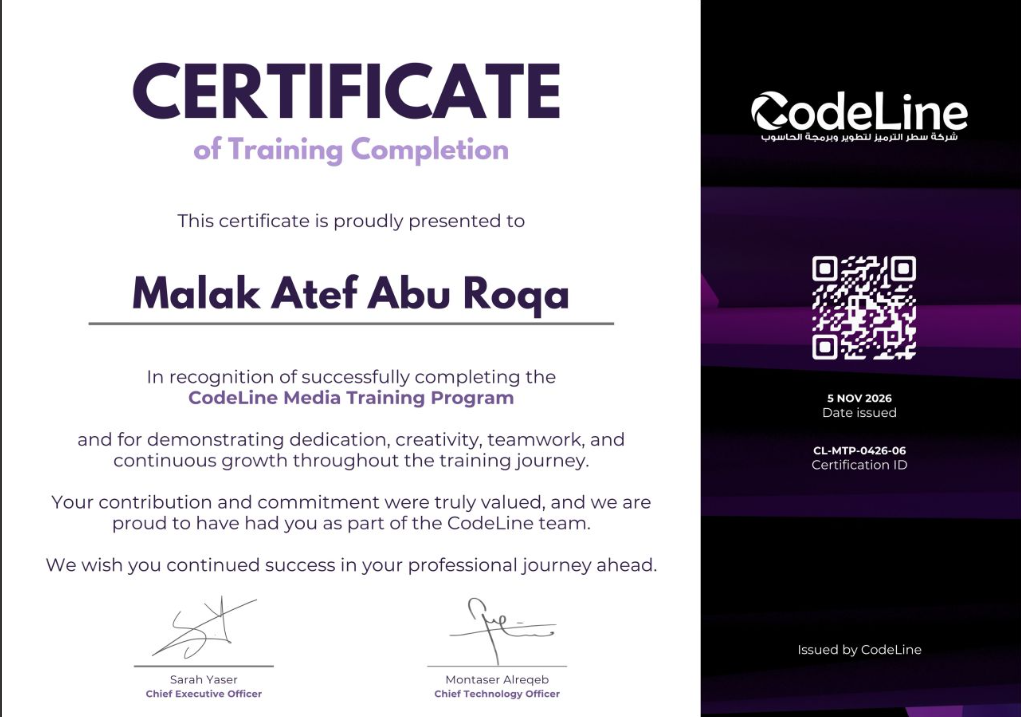 CERTIFICATE
of Training Completion
This certificate is proudly presented to
Malak Atef Abu Roqa
In recognition of successfully completing the
CodeLine Media Training Program
and for demonstrating dedication, creativity, teamwork, and
continuous growth throughout the training journey.
Your contribution and commitment were truly valued, and we are
proud to have had you as part of the CodeLine team.
We wish you continued success in your professional journey ahead.
Sarah Yaser
Chief Executive Officer
Montaser Alreqeb
Chief Technology Officer
CodeLine
شركة سطر الترميز لتطوير وبرمجة الحاسوب
5 NOV 2026
Date issued
CL-MTP-0426-06
Certification ID
Issued by CodeLine